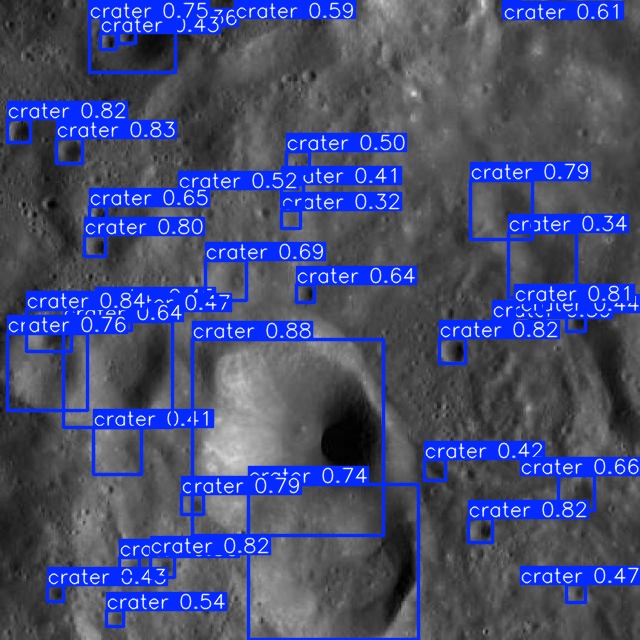 crater 0.75
crater 0.59
crater 0.61
crater 0.43
crater 0.82
crater 0.83
crater 0.50
crater 0.79
crater 0.52
0.41
crater 0.65
crater 0.32
crater 0.80
crater 0.34
crater 0.69
crater 0.64
crater 0.81
crater 0.84
0.47
0.64
crater 0.76
crater 0.88
crater 0.82
crater 0.41
crater 0.42
crater 0.66
crater 0.74
crater 0.79
crater 0.82
crater 0.82
crater 0.43
crater 0.47
crater 0.54